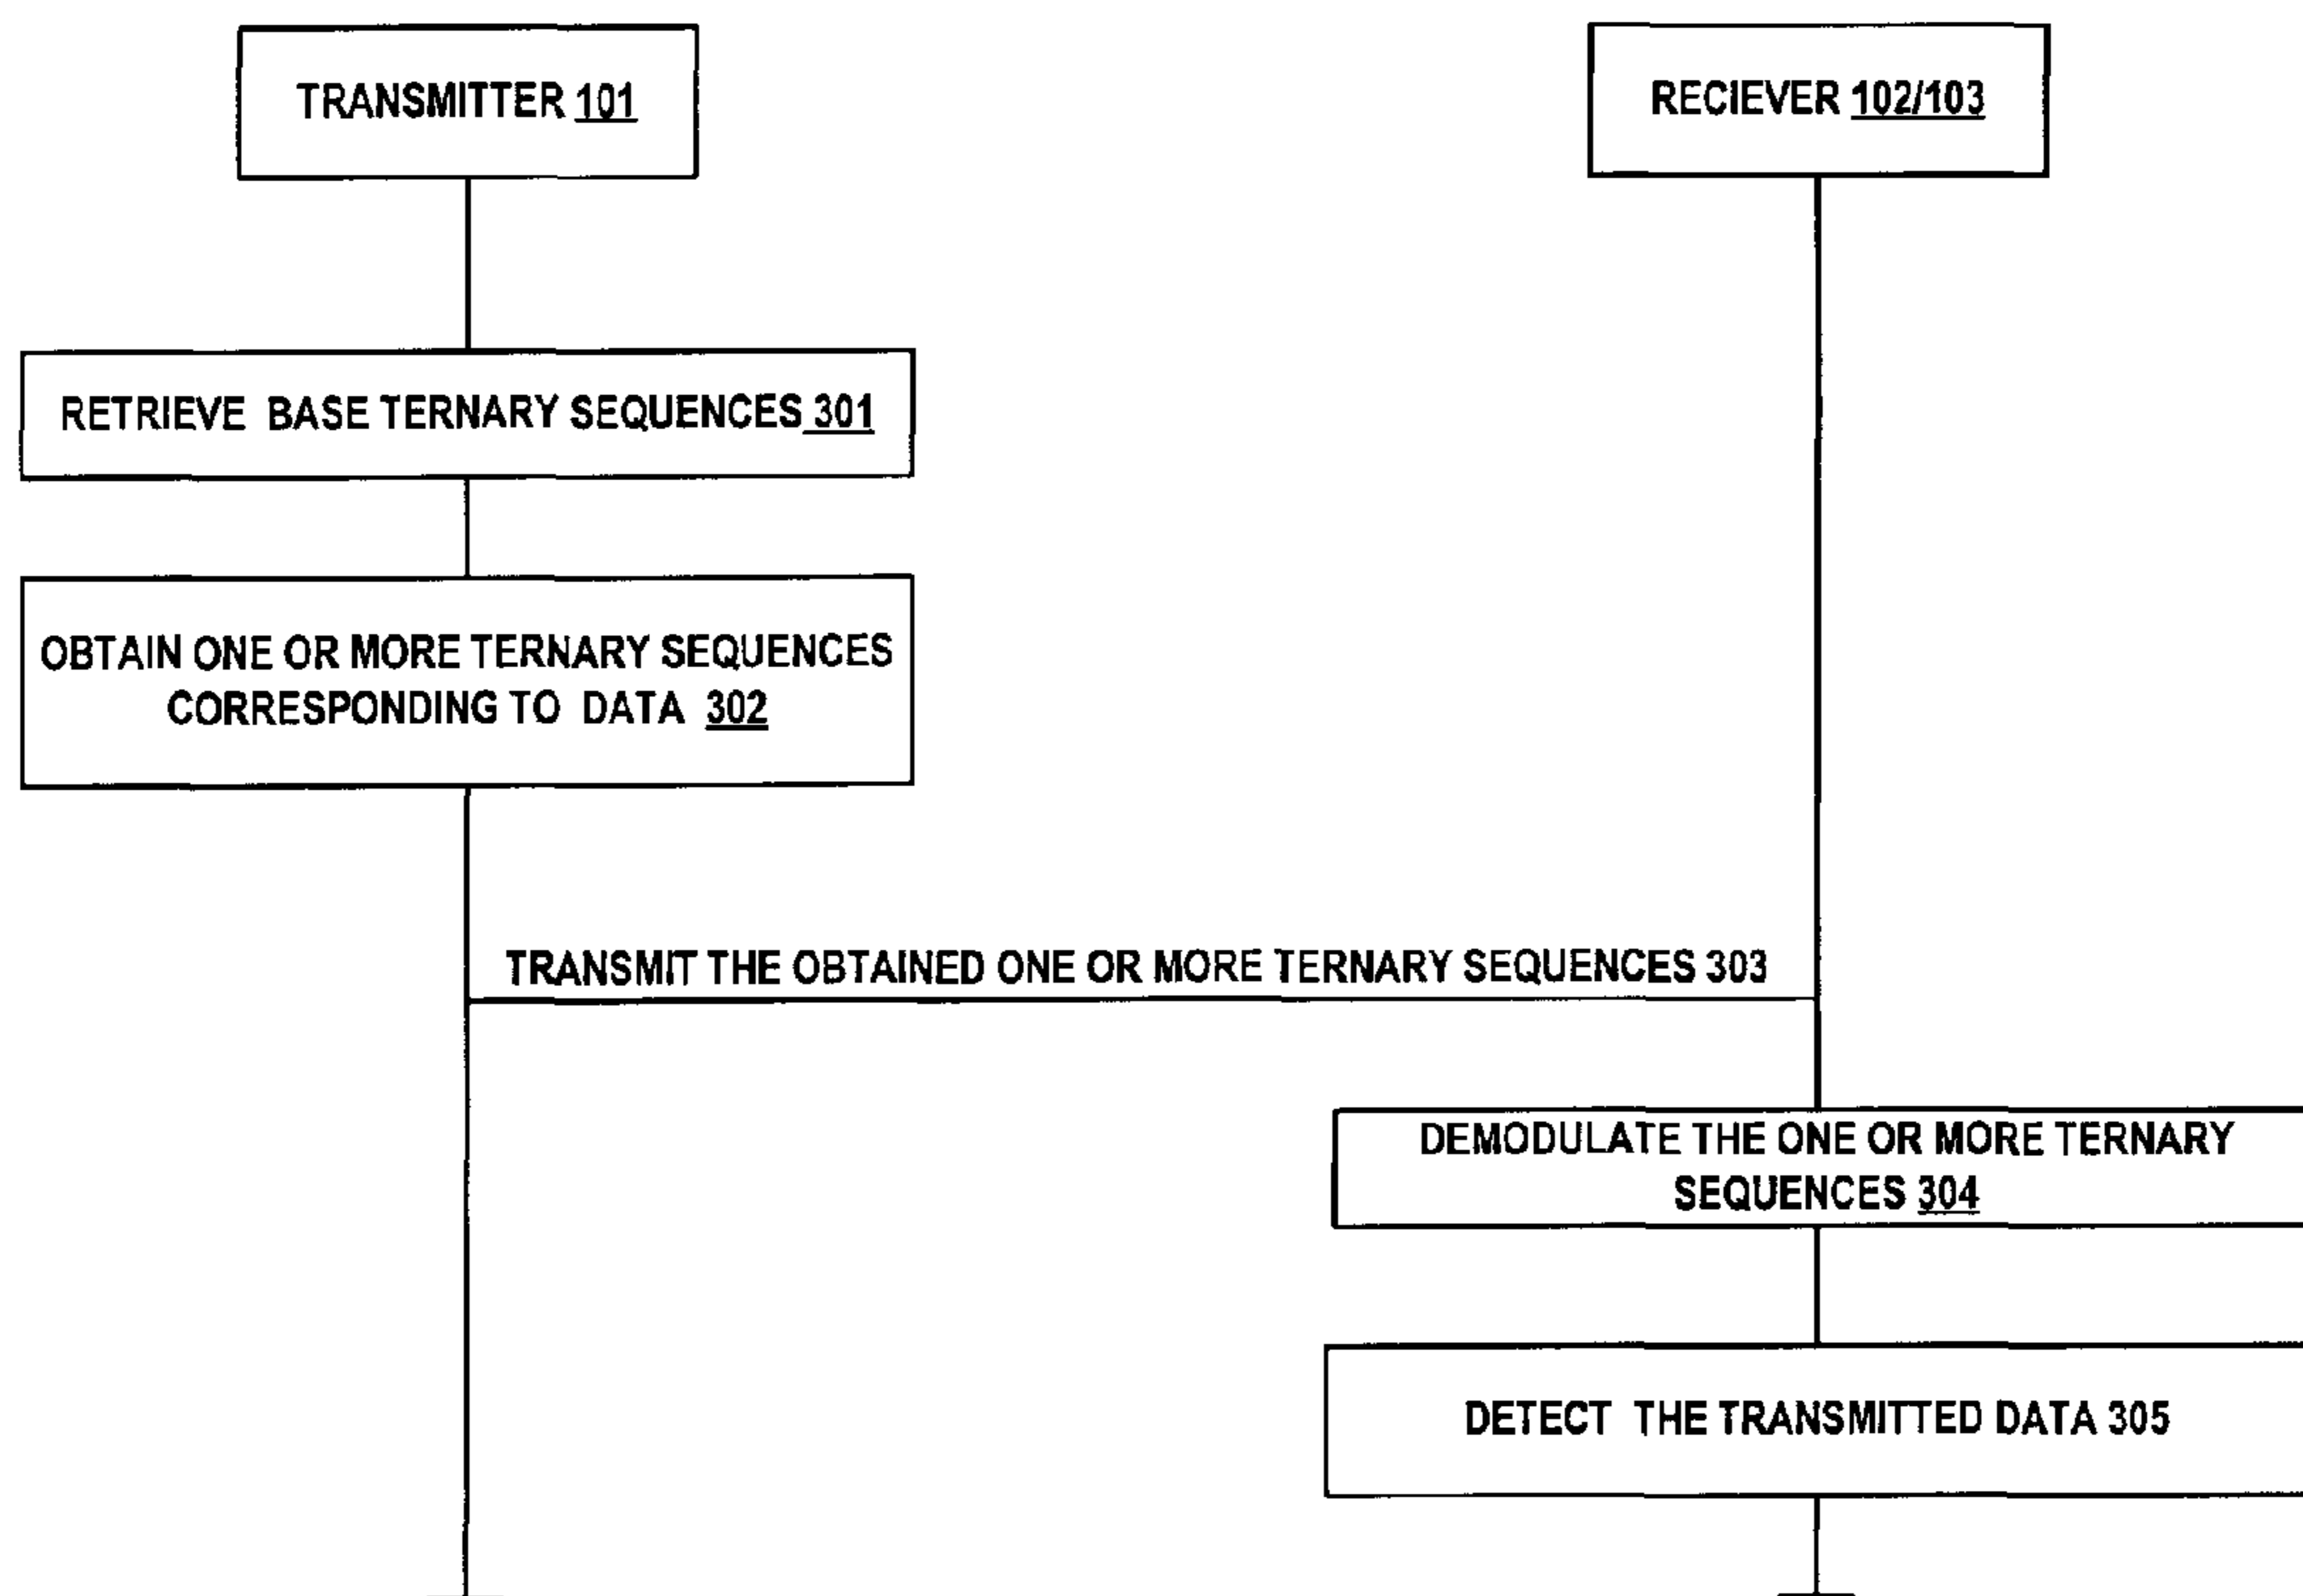 TRANSMITTER 101
RECIEVER 102/103
RETRIEVE BASE TERNARY SEQUENCES 301
OBTAIN ONE OR MORE TERNARY SEQUENCES
CORRESPONDING TO DATA 302
TRANSMIT THE OBTAINED ONE OR MORE TERNARY SEQUENCES 303
DEMODULATE THE ONE OR MORE TERNARY
SEQUENCES 304
DETECT THE TRANSMITTED DATA 305